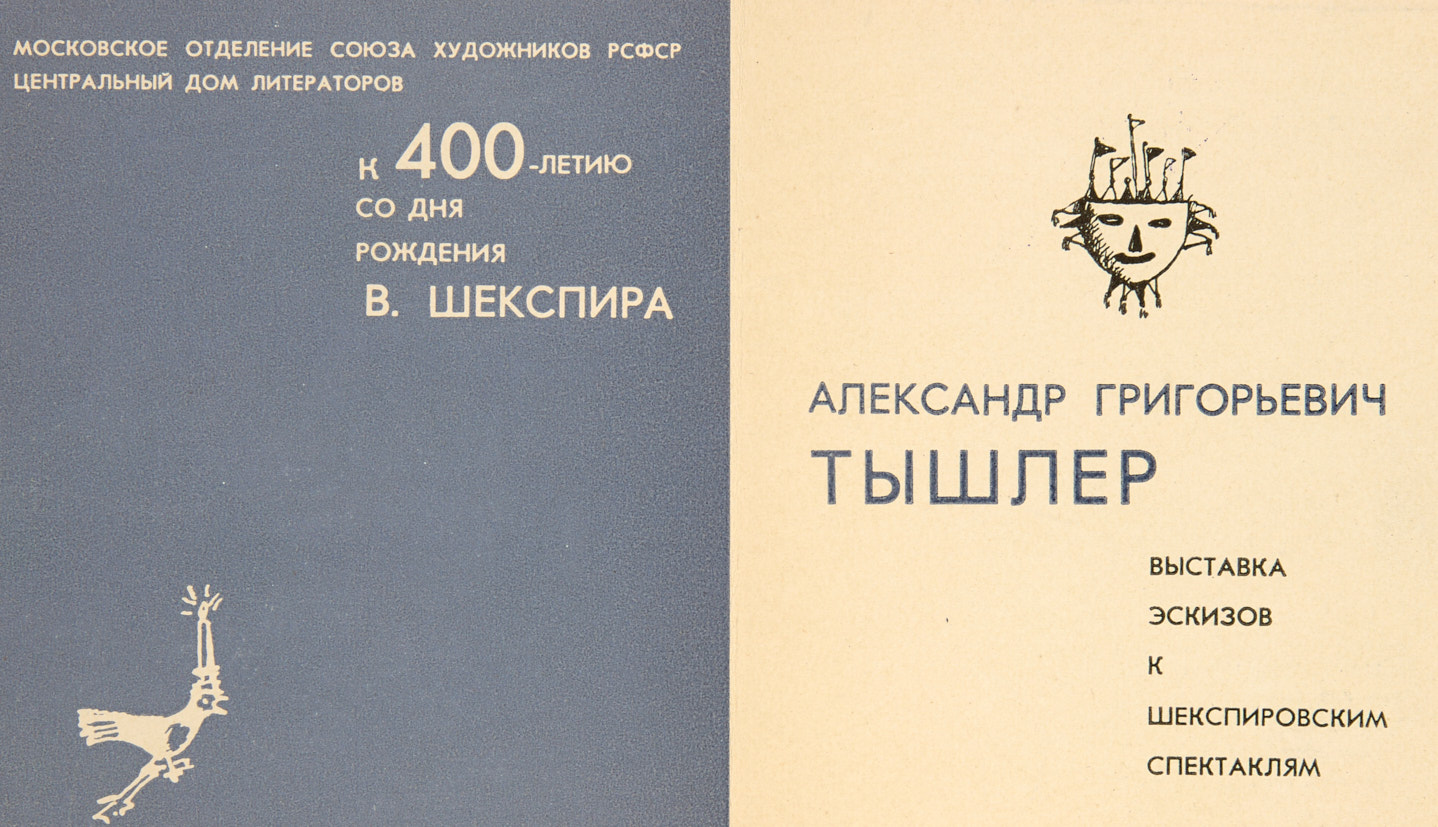 МОСКОВСКОЕ ОТДЕЛЕНИЕ СОЮЗА ХУДОЖНИКОВ РСФСР
ЦЕНТРАЛЬНЫЙ ДОМ ЛИТЕРАТОРОВ
К 400-ЛЕТИЮ
СО ДНЯ
РОЖДЕНИЯ
В. ШЕКСПИРА
АЛЕКСАНДР ГРИГОРЬЕВИЧ
ТЫШЛЕР
ВЫСТАВКА
ЭСКИЗОВ
К
ШЕКСПИРОВСКИМ
СПЕКТАКЛЯМ